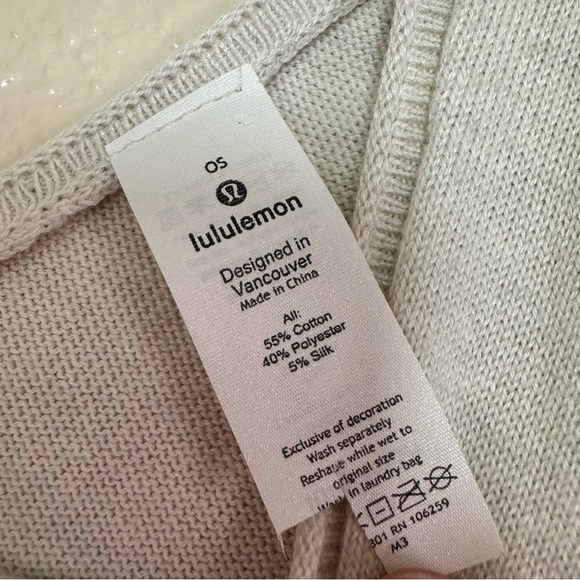 OS
lululemon
Designed in
Vancouver
Made in China
All:
55% Cotton
40% Polyester
5% Silk
Exclusive of decoration
Wash separately
Reshape while wet to
original size
in laundry bag
RN 106259
M3